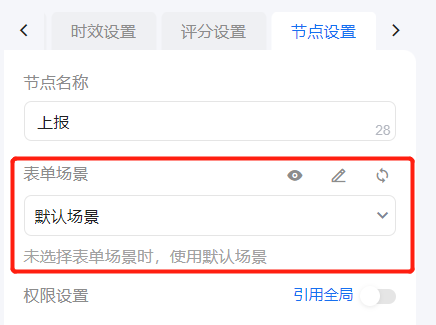 时效设置 评分设置 节点设置
节点名称
上报
28
表单场景
默认场景
未选择表单场景时，使用默认场景
权限设置 引用全局